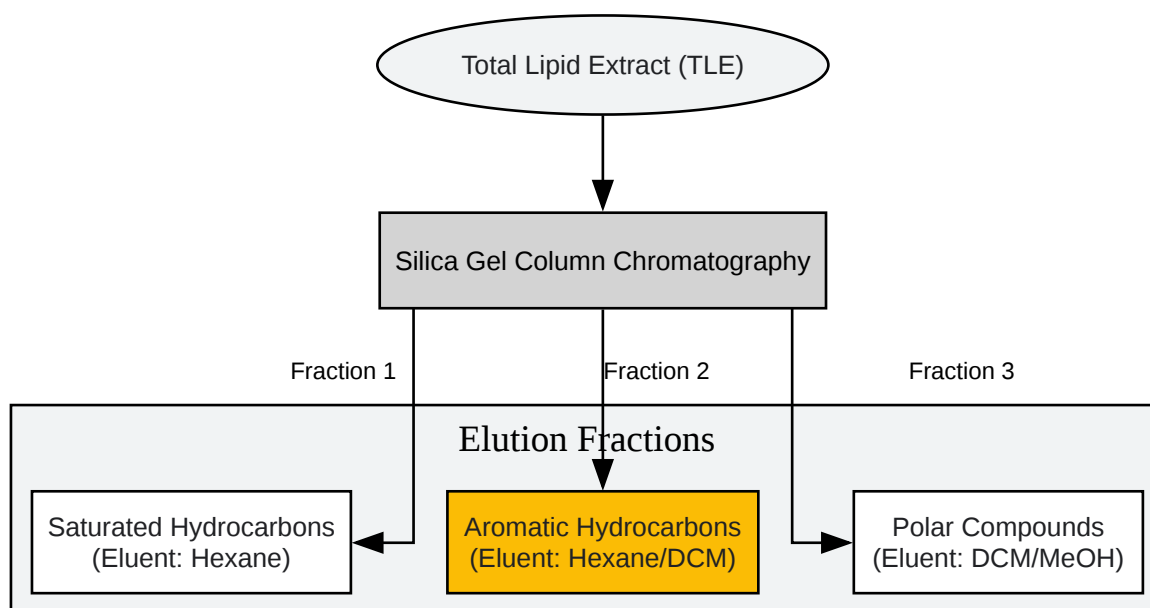 Total Lipid Extract (TLE)
Silica Gel Column Chromatography
Fraction 1
Fraction 2
Fraction 3
Elution Fractions
Saturated Hydrocarbons
(Eluent: Hexane)
Aromatic Hydrocarbons
(Eluent: Hexane/DCM)
Polar Compounds
(Eluent: DCM/MeOH)